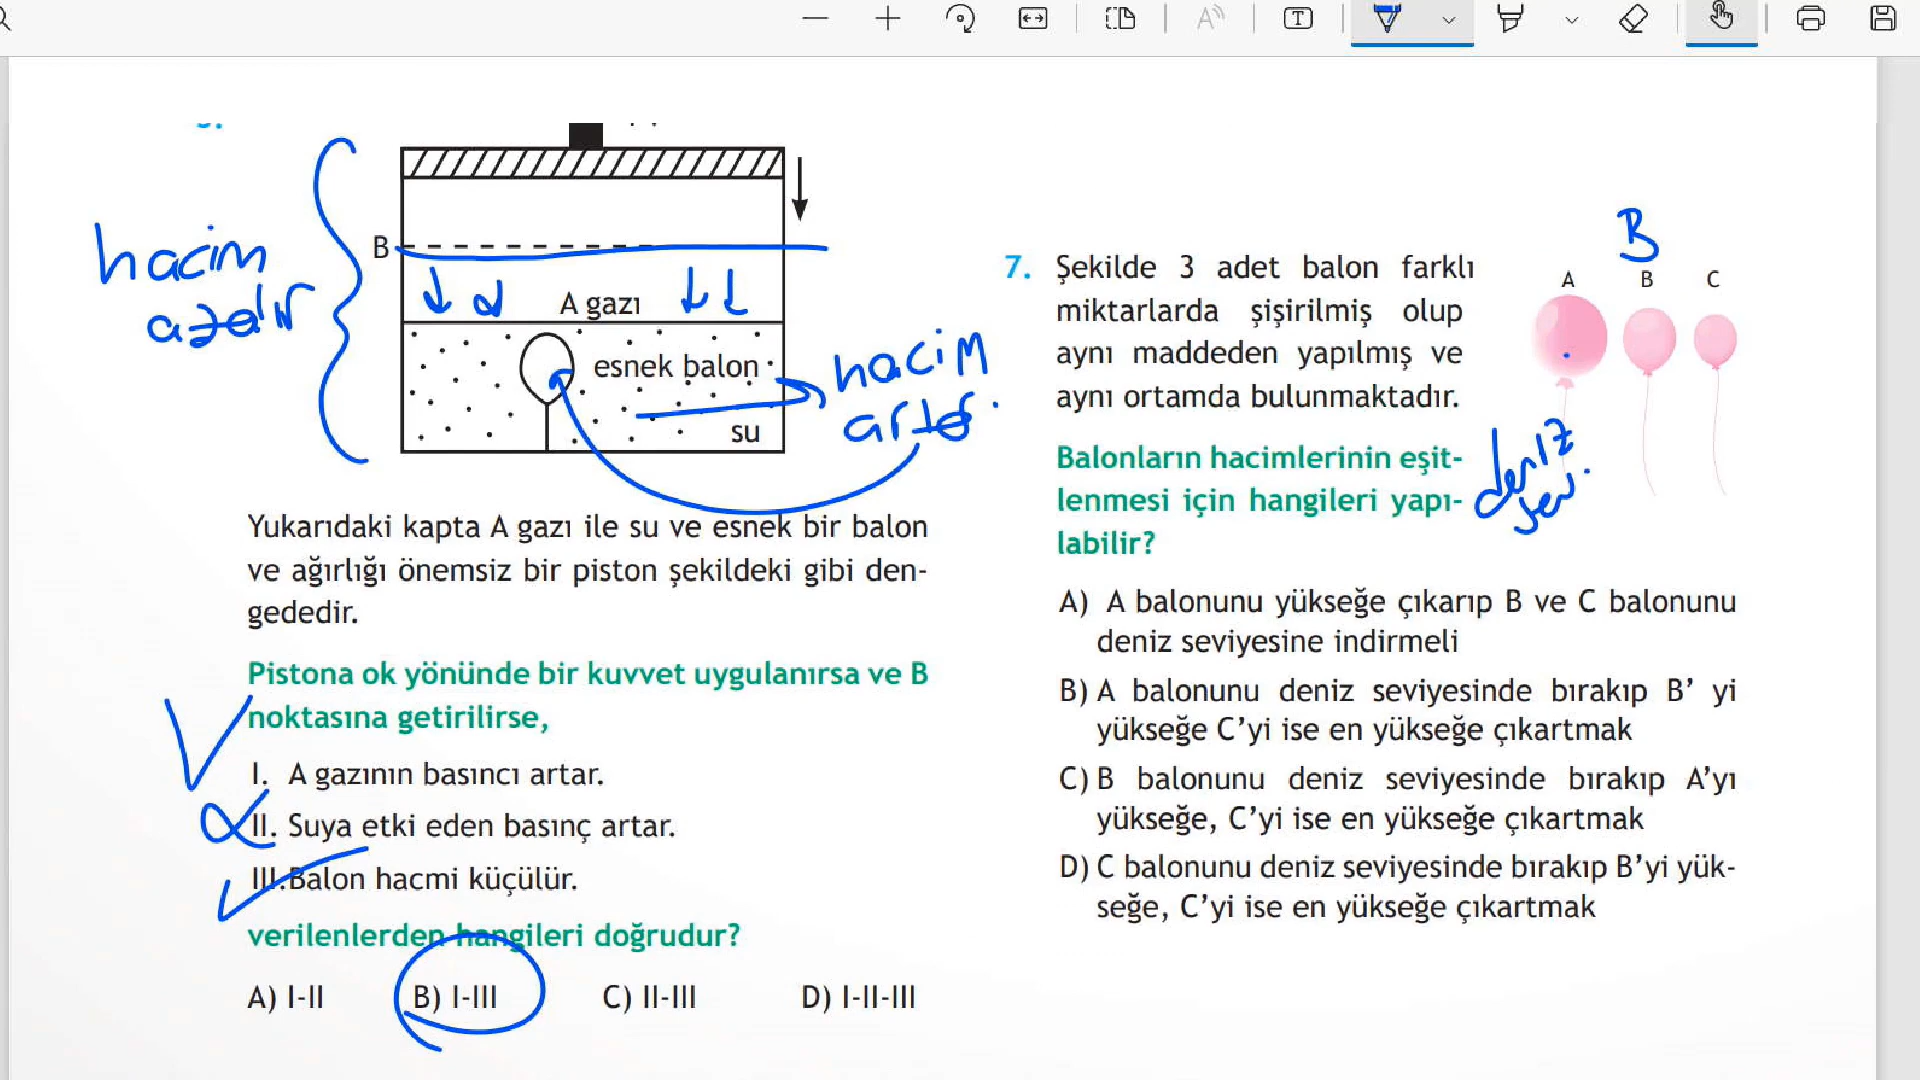 B
A gazı
esnek balon
su
hacim
azalır
hacim
artar.
Yukarıdaki kapta A gazı ile su ve esnek bir balon
ve ağırlığı önemsiz bir piston şekildeki gibi den-
gededir.
Pistona ok yönünde bir kuvvet uygulanırsa ve B
noktasına getirilirse,
I. A gazının basıncı artar.
II. Suya etki eden basınç artar.
III.Balon hacmi küçülür.
verilenlerden hangileri doğrudur?
A) I-II B) I-III C) II-III D) I-II-III
7. Şekilde 3 adet balon farklı
miktarlarda şişirilmiş olup
aynı maddeden yapılmış ve
aynı ortamda bulunmaktadır.
B
A B C
Balonların hacimlerinin eşit-
lenmesi için hangileri yapı-
labilir?
deniz
sev.
A) A balonunu yükseğe çıkarıp B ve C balonunu
deniz seviyesine indirmeli
B) A balonunu deniz seviyesinde bırakıp B’ yi
yükseğe C’yi ise en yükseğe çıkartmak
C) B balonunu deniz seviyesinde bırakıp A’yı
yükseğe, C’yi ise en yükseğe çıkartmak
D) C balonunu deniz seviyesinde bırakıp B’yi yük-
seğe, C’yi ise en yükseğe çıkartmak